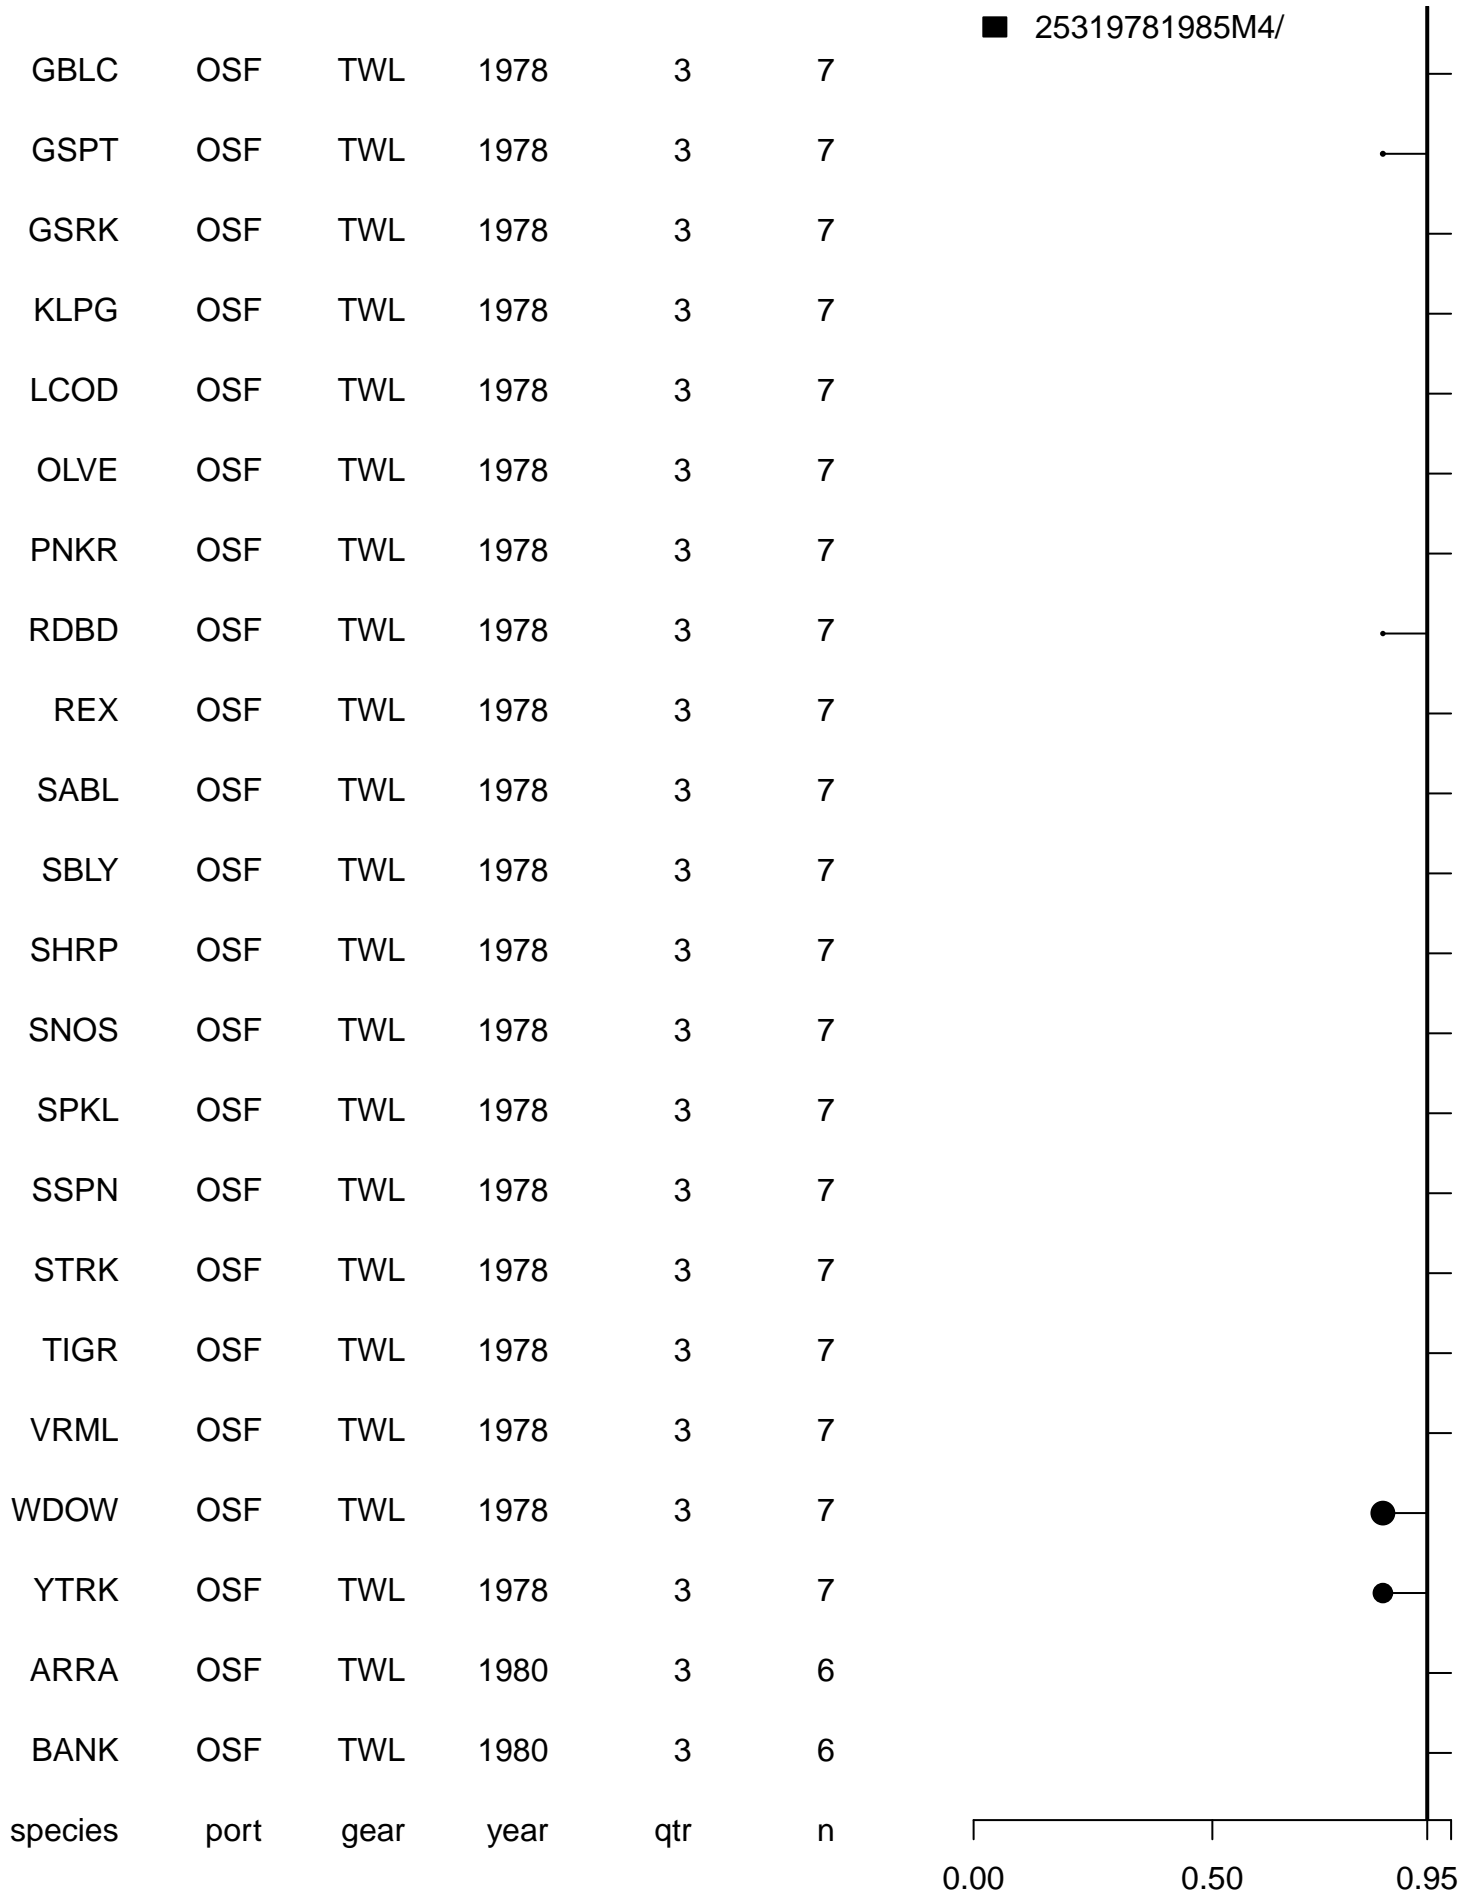 25319781985M4/
GBLC OSF TWL 1978 3 7
GSPT OSF TWL 1978 3 7
GSRK OSF TWL 1978 3 7
KLPG OSF TWL 1978 3 7
LCOD OSF TWL 1978 3 7
OLVE OSF TWL 1978 3 7
PNKR OSF TWL 1978 3 7
RDBD OSF TWL 1978 3 7
REX OSF TWL 1978 3 7
SABL OSF TWL 1978 3 7
SBLY OSF TWL 1978 3 7
SHRP OSF TWL 1978 3 7
SNOS OSF TWL 1978 3 7
SPKL OSF TWL 1978 3 7
SSPN OSF TWL 1978 3 7
STRK OSF TWL 1978 3 7
TIGR OSF TWL 1978 3 7
VRML OSF TWL 1978 3 7
WDOW OSF TWL 1978 3 7
YTRK OSF TWL 1978 3 7
ARRA OSF TWL 1980 3 6
BANK OSF TWL 1980 3 6
species port gear year qtr n
0.00 0.50 0.95